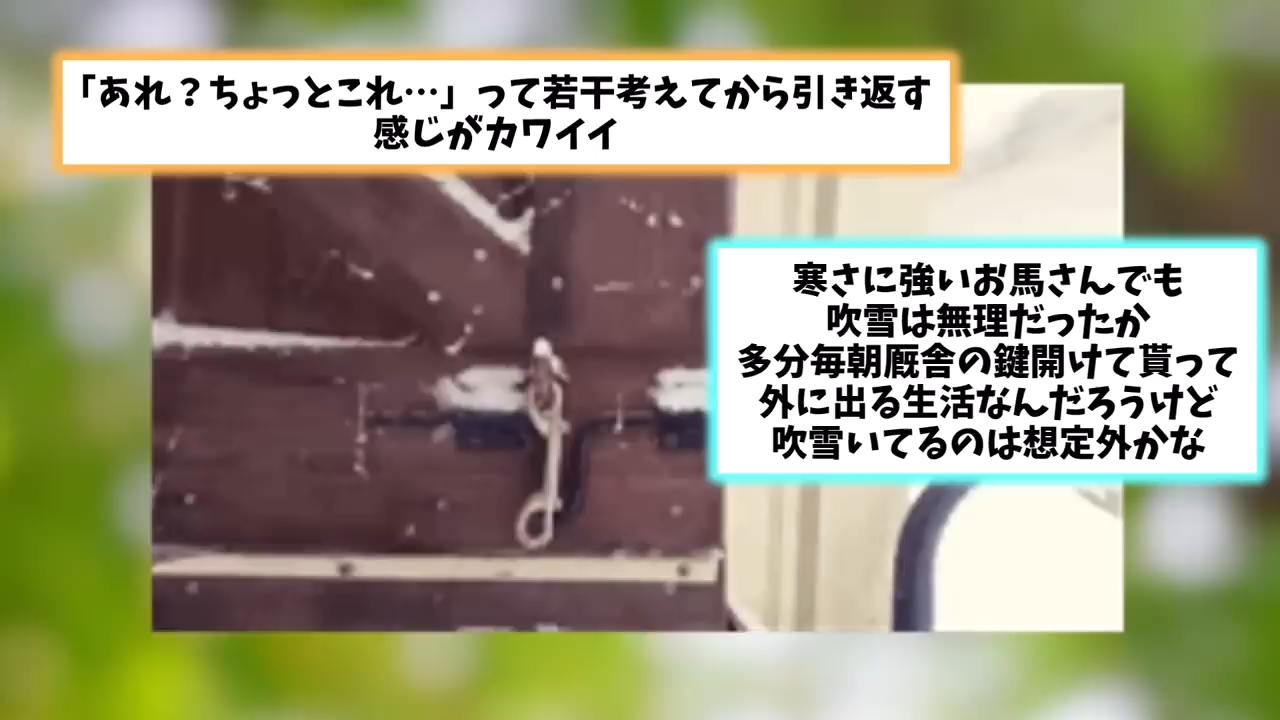 「あれ？ちょっとこれ…」って若干考えてから引き返す
感じがカワイイ
寒さに強いお馬さんでも
吹雪は無理だったか
多分毎朝厩舎の鍵開けて貰って
外に出る生活なんだろうけど
吹雪いてるのは想定外かな